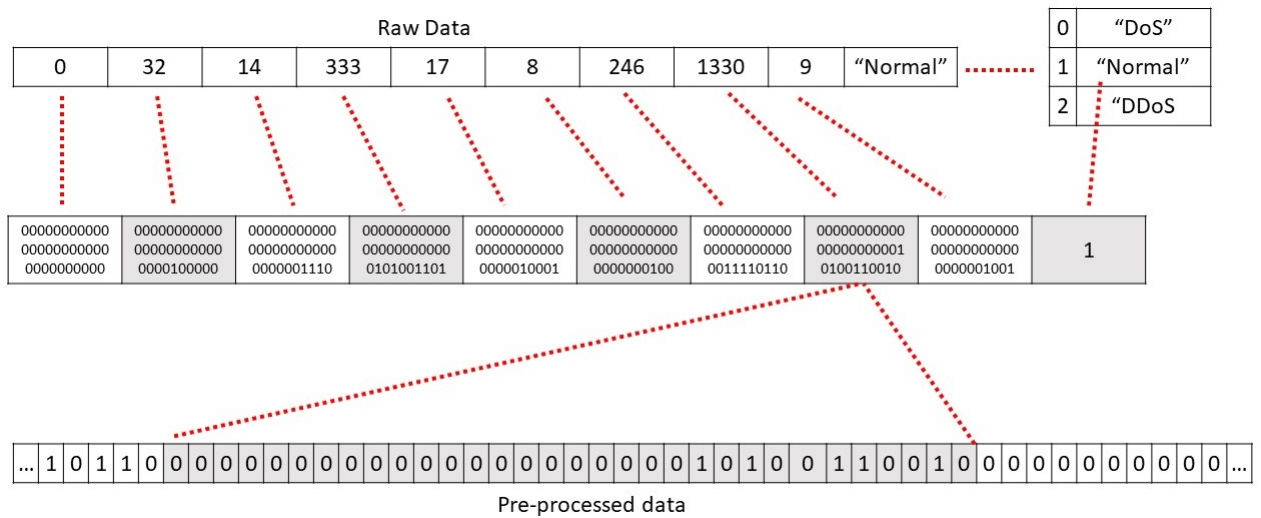 Raw Data
0 32 14 333 17 8 246 1330 9 “Normal”
0 “DoS”
1 “Normal”
2 “DDoS
00000000000 00000000000 00000000000 00000000000 00000000000 00000000000 00000000000 00000000000 00000000000
00000000000 00000000000 00000000000 00000000000 00000000000 00000000000 00000000000 00000000001 00000000000
0000000000 0000100000 0000001110 0101001101 0000010001 0000000100 0011110110 0100110010 0000001001
1
... 1 0 1 1 0 0 0 0 0 0 0 0 0 0 0 0 0 0 0 0 0 0 0 0 0 0 1 0 1 0 0 1 1 0 0 1 0 0 0 0 0 0 0 0 0 0 0 ...
Pre-processed data